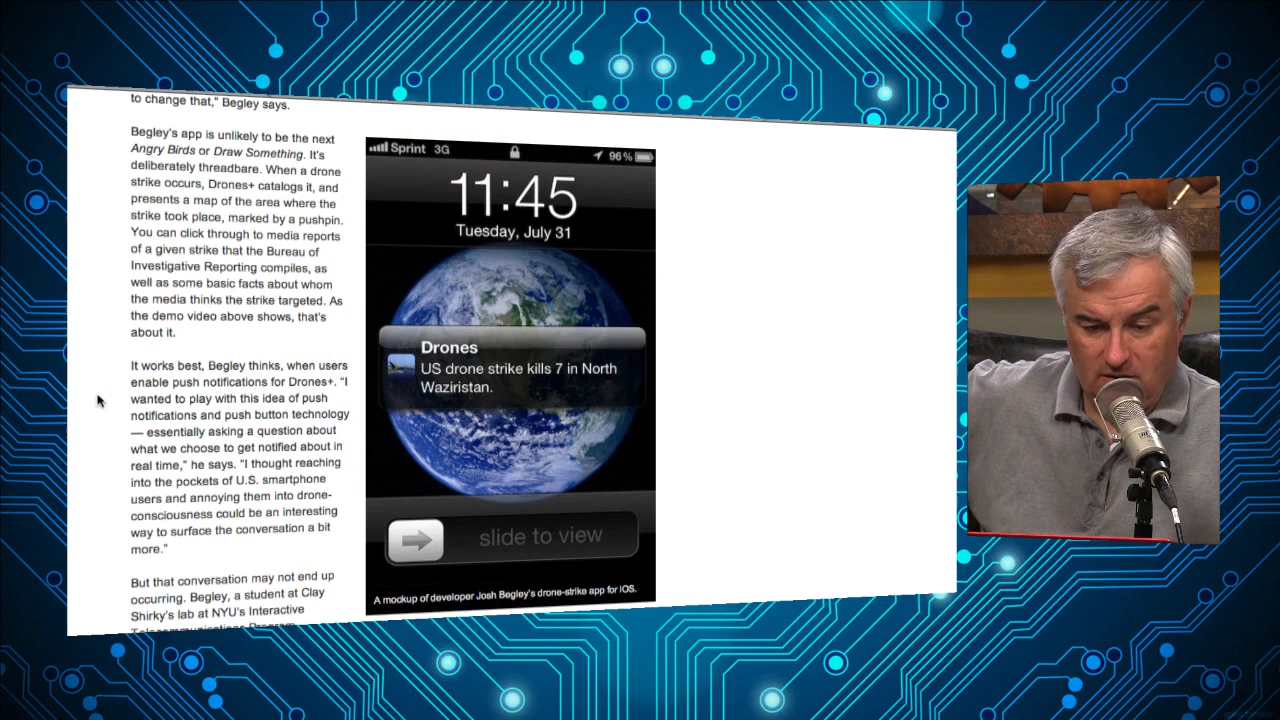 to change that," Begley says.
Begley's app is unlikely to be the next
Angry Birds or Draw Something. It's
deliberately threadbare. When a drone
strike occurs, Drones+ catalogs it, and
presents a map of the area where the
strike took place, marked by a pushpin.
You can click through to media reports
of a given strike that the Bureau of
Investigative Reporting compiles, as
well as some basic facts about whom
the media thinks the strike targeted. As
the demo video above shows, that's
about it.
It works best, Begley thinks, when users
enable push notifications for Drones+. "I
wanted to play with this idea of push
notifications and push button technology
— essentially asking a question about
what we choose to get notified about in
real time," he says. "I thought reaching
into the pockets of U.S. smartphone
users and annoying them into drone-
consciousness could be an interesting
way to surface the conversation a bit
more."
But that conversation may not end up
occurring. Begley, a student at Clay
Shirky's lab at NYU's Interactive
Telecommunications Program
Sprint 3G 96%
11:45
Tuesday, July 31
Drones
US drone strike kills 7 in North
Waziristan.
slide to view
A mockup of developer Josh Begley's drone-strike app for iOS.